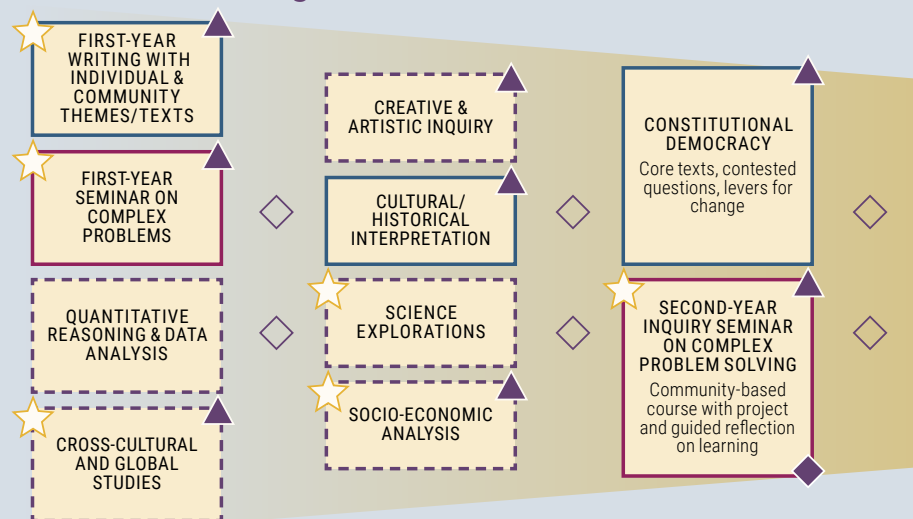 FIRST-YEAR
WRITING WITH
INDIVIDUAL &
COMMUNITY
THEMES/TEXTS
FIRST-YEAR
SEMINAR ON
COMPLEX
PROBLEMS
QUANTITATIVE
REASONING & DATA
ANALYSIS
CROSS-CULTURAL
AND GLOBAL
STUDIES
CREATIVE &
ARTISTIC INQUIRY
CULTURAL/
HISTORICAL
INTERPRETATION
SCIENCE
EXPLORATIONS
SOCIO-ECONOMIC
ANALYSIS
CONSTITUTIONAL
DEMOCRACY
Core texts, contested
questions, levers for
change
SECOND-YEAR
INQUIRY SEMINAR
ON COMPLEX
PROBLEM SOLVING
Community-based
course with project
and guided reflection
on learning